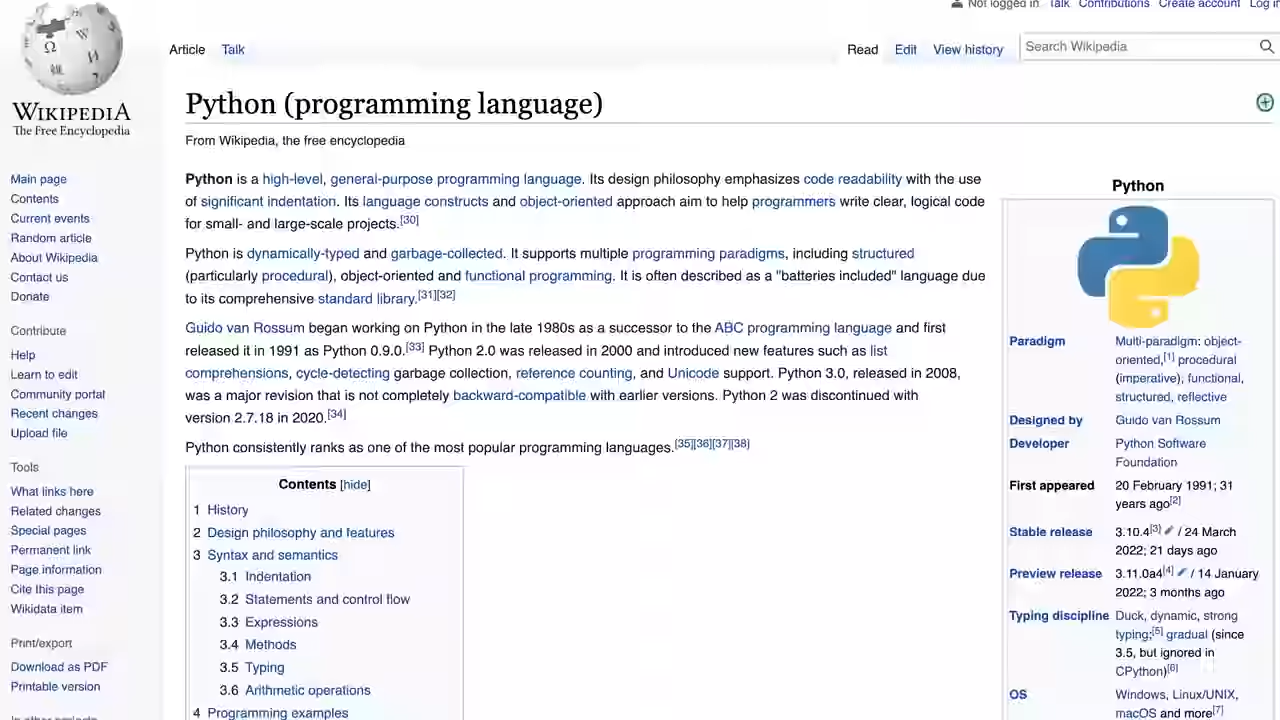 Not logged in Talk Contributions Create account Log in
Article Talk Read Edit View history Search Wikipedia
WIKIPEDIA
The Free Encyclopedia
Main page
Contents
Current events
Random article
About Wikipedia
Contact us
Donate
Contribute
Help
Learn to edit
Community portal
Recent changes
Upload file
Tools
What links here
Related changes
Special pages
Permanent link
Page information
Cite this page
Wikidata item
Print/export
Download as PDF
Printable version
In other projects
Python (programming language)
From Wikipedia, the free encyclopedia
Python is a high-level, general-purpose programming language. Its design philosophy emphasizes code readability with the use
of significant indentation. Its language constructs and object-oriented approach aim to help programmers write clear, logical code
for small- and large-scale projects.[30]
Python is dynamically-typed and garbage-collected. It supports multiple programming paradigms, including structured
(particularly procedural), object-oriented and functional programming. It is often described as a "batteries included" language due
to its comprehensive standard library.[31][32]
Guido van Rossum began working on Python in the late 1980s as a successor to the ABC programming language and first
released it in 1991 as Python 0.9.0.[33] Python 2.0 was released in 2000 and introduced new features such as list
comprehensions, cycle-detecting garbage collection, reference counting, and Unicode support. Python 3.0, released in 2008,
was a major revision that is not completely backward-compatible with earlier versions. Python 2 was discontinued with
version 2.7.18 in 2020.[34]
Python consistently ranks as one of the most popular programming languages.[35][36][37][38]
Contents [hide]
1 History
2 Design philosophy and features
3 Syntax and semantics
3.1 Indentation
3.2 Statements and control flow
3.3 Expressions
3.4 Methods
3.5 Typing
3.6 Arithmetic operations
4 Programming examples
Python
Paradigm Multi-paradigm: object-
oriented,[1] procedural
(imperative), functional,
structured, reflective
Designed by Guido van Rossum
Developer Python Software
Foundation
First appeared 20 February 1991; 31
years ago[2]
Stable release 3.10.4[3] / 24 March
2022; 21 days ago
Preview release 3.11.0a4[4] / 14 January
2022; 3 months ago
Typing discipline Duck, dynamic, strong
typing;[5] gradual (since
3.5, but ignored in
CPython)[6]
OS Windows, Linux/UNIX,
macOS and more[7]